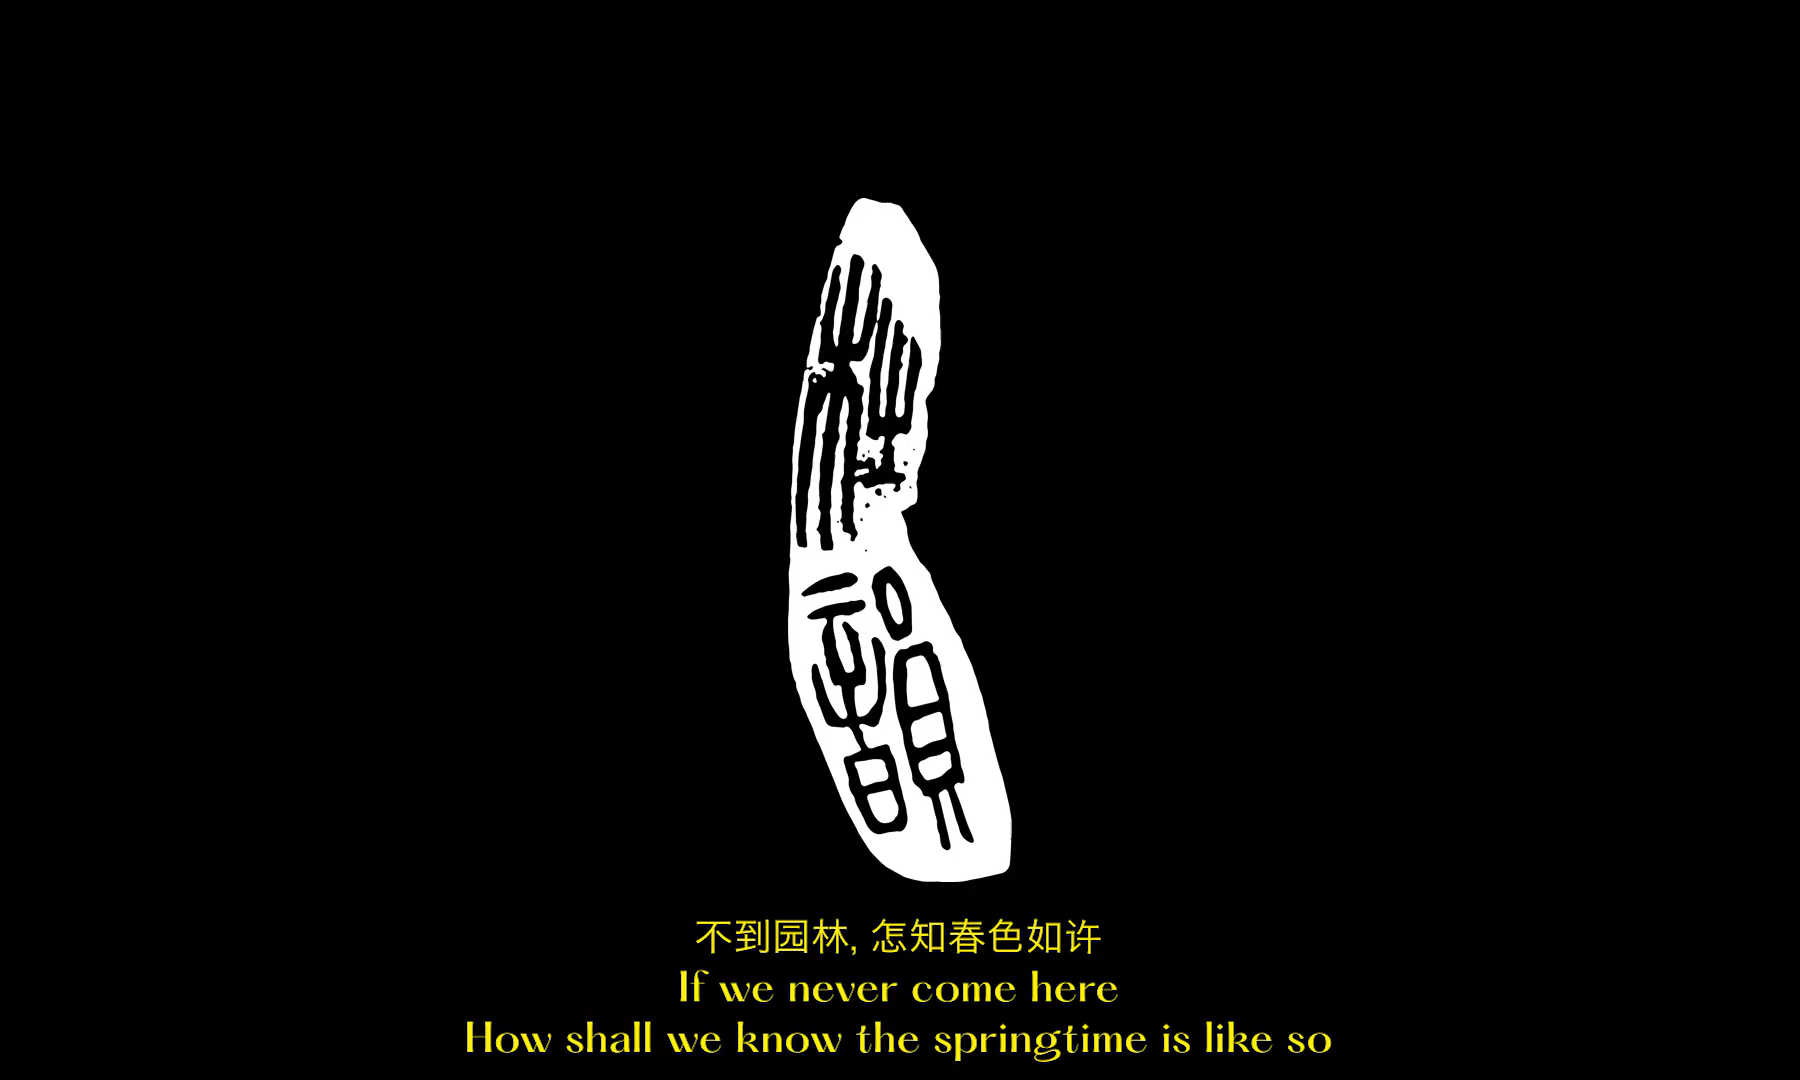 不到园林, 怎知春色如许
If we never come here
How shall we know the springtime is like so